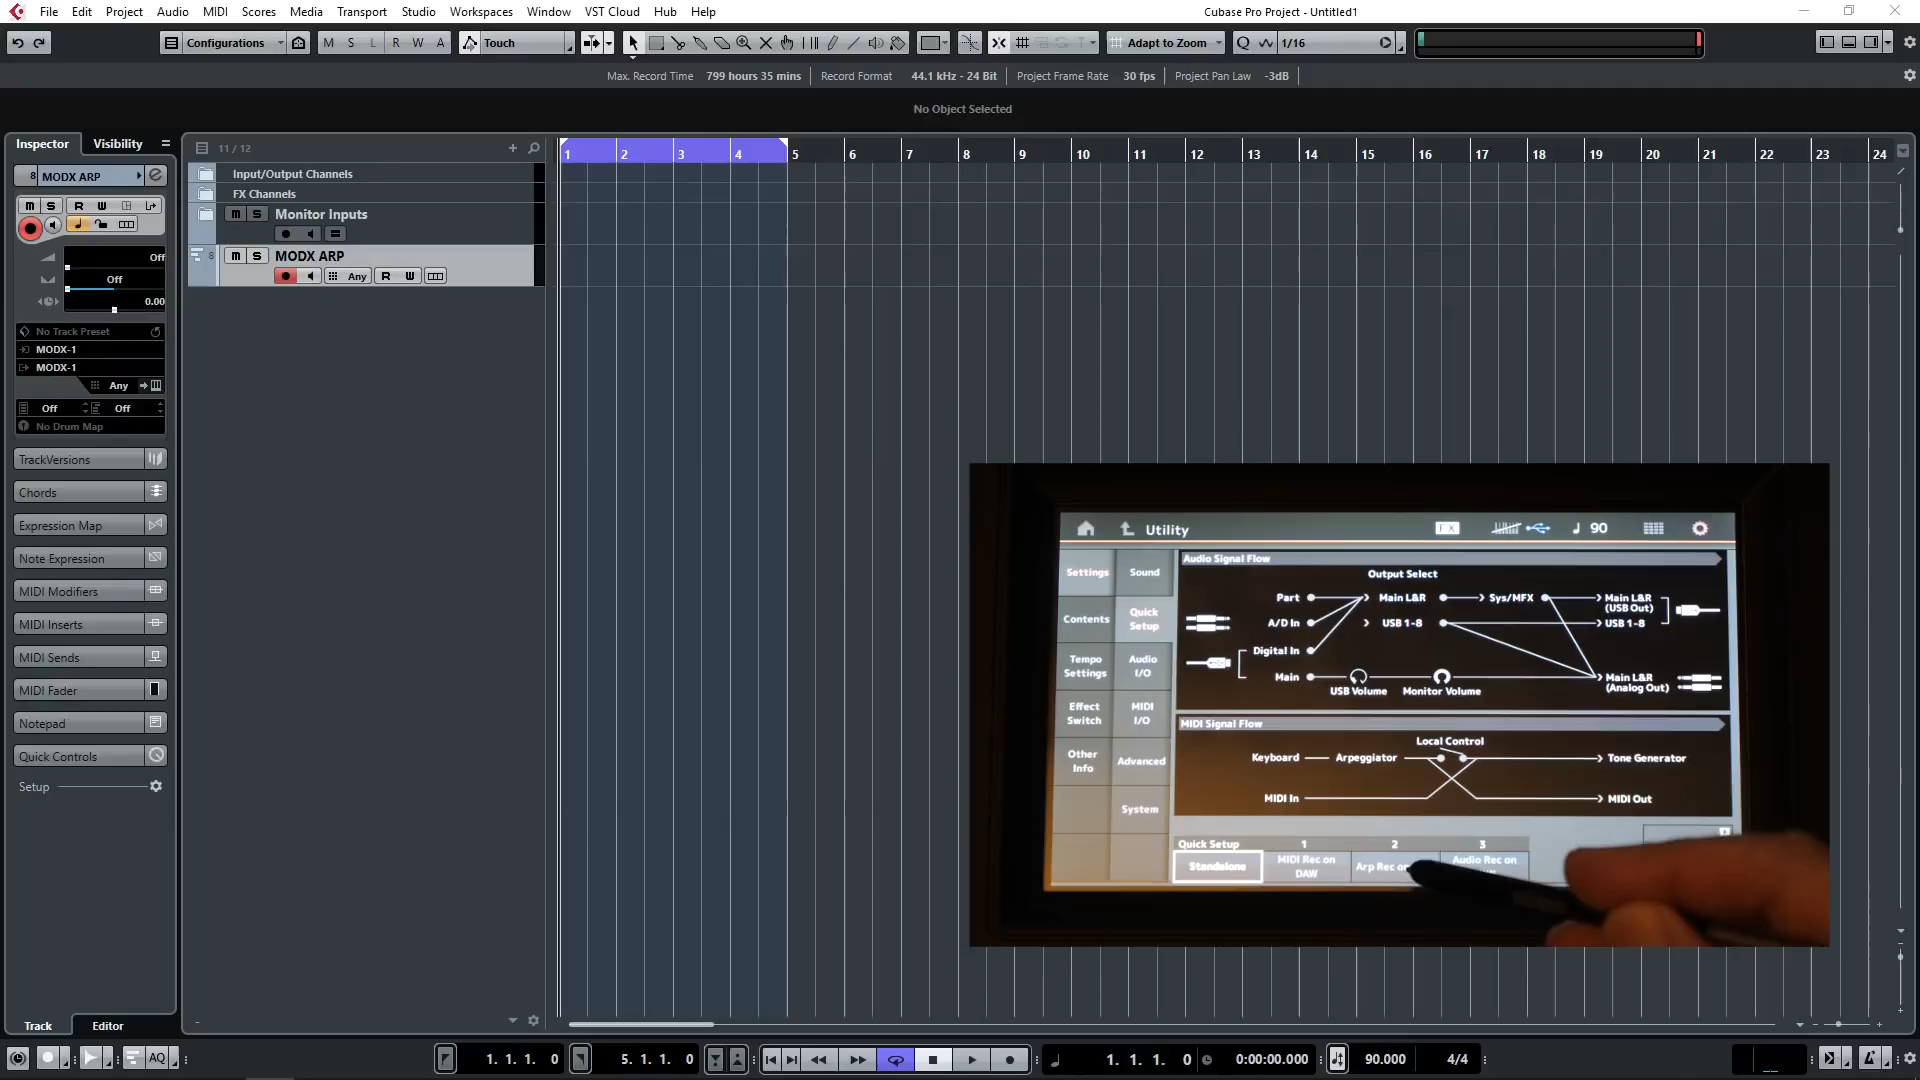 File Edit Project Audio MIDI Scores Media Transport Studio Workspaces Window VST Cloud Hub Help
Cubase Pro Project - Untitled1
Configurations M S L R W A Touch Adapt to Zoom Q 1/16
Max. Record Time 799 hours 35 mins Record Format 44.1 kHz - 24 Bit Project Frame Rate 30 fps Project Pan Law -3dB
No Object Selected
Inspector Visibility
11 / 12
1 2 3 4 5 6 7 8 9 10 11 12 13 14 15 16 17 18 19 20 21 22 23 24
8 MODX ARP
M S R W
Off
Off
0.00
No Track Preset
MODX-1
MODX-1
Any
Off Off
No Drum Map
TrackVersions
Chords
Expression Map
Note Expression
MIDI Modifiers
MIDI Inserts
MIDI Sends
MIDI Fader
Notepad
Quick Controls
Setup
Track Editor
Input/Output Channels
FX Channels
m S Monitor Inputs
8 m S MODX ARP
Any R W
Utility FX 90
Settings
Contents
Tempo Settings
Effect Switch
Other Info
Sound
Quick Setup
Audio I/O
MIDI I/O
Advanced
System
Audio Signal Flow
Output Select
Part Main L&R Sys/MFX Main L&R (USB Out)
A/D In USB 1-8 USB 1-8
Digital In
Main USB Volume Monitor Volume Main L&R (Analog Out)
MIDI Signal Flow
Local Control
Keyboard Arpeggiator Tone Generator
MIDI In MIDI Out
Quick Setup 1 2 3
Standalone MIDI Rec on DAW Arp Rec Audio Rec on
AQ 1. 1. 1. 0 5. 1. 1. 0 1. 1. 1. 0 0:00:00.000 90.000 4/4